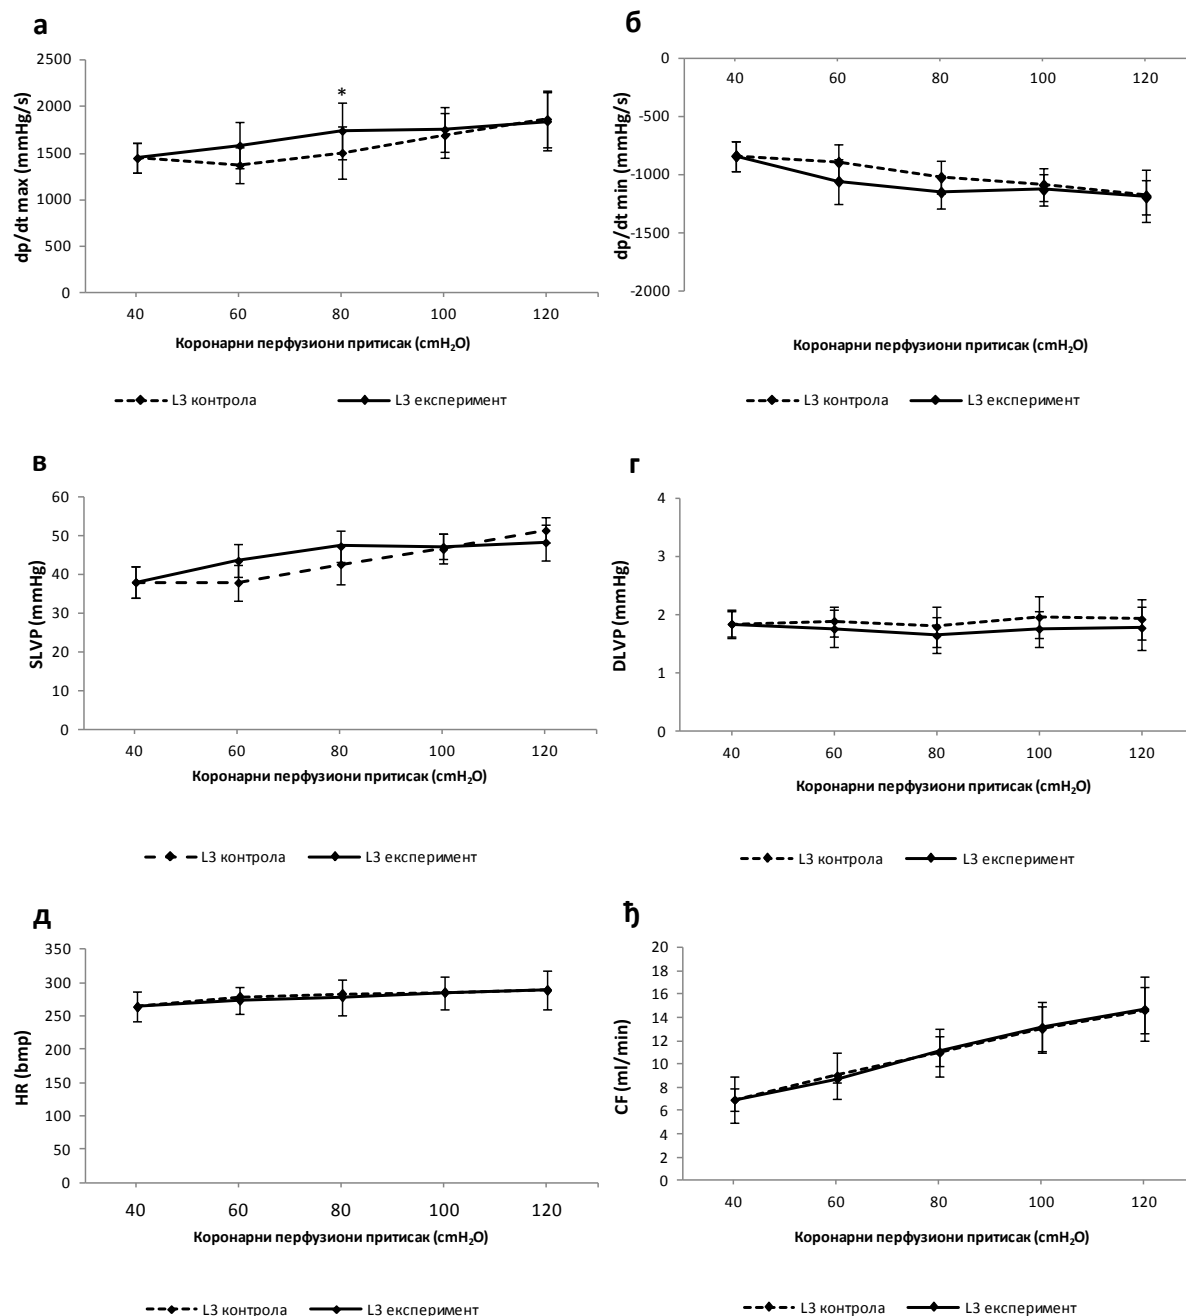 а
dp/dt max (mmHg/s)
2500
2000
1500
1000
500
0
*
40 60 80 100 120
Коронарни перфузиони притисак (cmH₂O)
L3 контрола L3 експеримент
б
dp/dt min (mmHg/s)
0
-500
-1000
-1500
-2000
40 60 80 100 120
Коронарни перфузиони притисак (cmH₂O)
L3 контрола L3 експеримент
в
SLVP (mmHg)
60
50
40
30
20
10
0
40 60 80 100 120
Коронарни перфузиони притисак (cmH₂O)
L3 контрола L3 експеримент
г
DLVP (mmHg)
4
3
2
1
0
40 60 80 100 120
Коронарни перфузиони притисак (cmH₂O)
L3 контрола L3 експеримент
д
HR (bmp)
350
300
250
200
150
100
50
0
40 60 80 100 120
Коронарни перфузиони притисак (cmH₂O)
L3 контрола L3 експеримент
ђ
CF (ml/min)
20
18
16
14
12
10
8
6
4
2
0
40 60 80 100 120
Коронарни перфузиони притисак (cmH₂O)
L3 контрола L3 експеримент